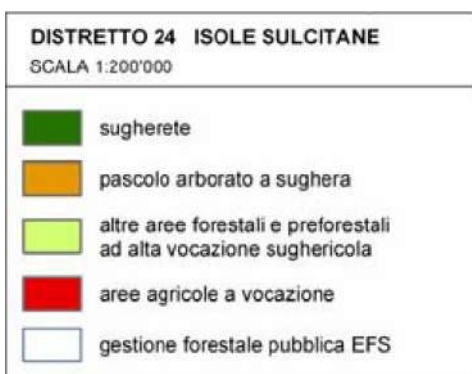 DISTRETTO 24 ISOLE SULCITANE
SCALA 1:200'000
sugherete
pascolo arborato a sughera
altre aree forestali e preforestali
ad alta vocazione sughericola
aree agricole a vocazione
gestione forestale pubblica EFS